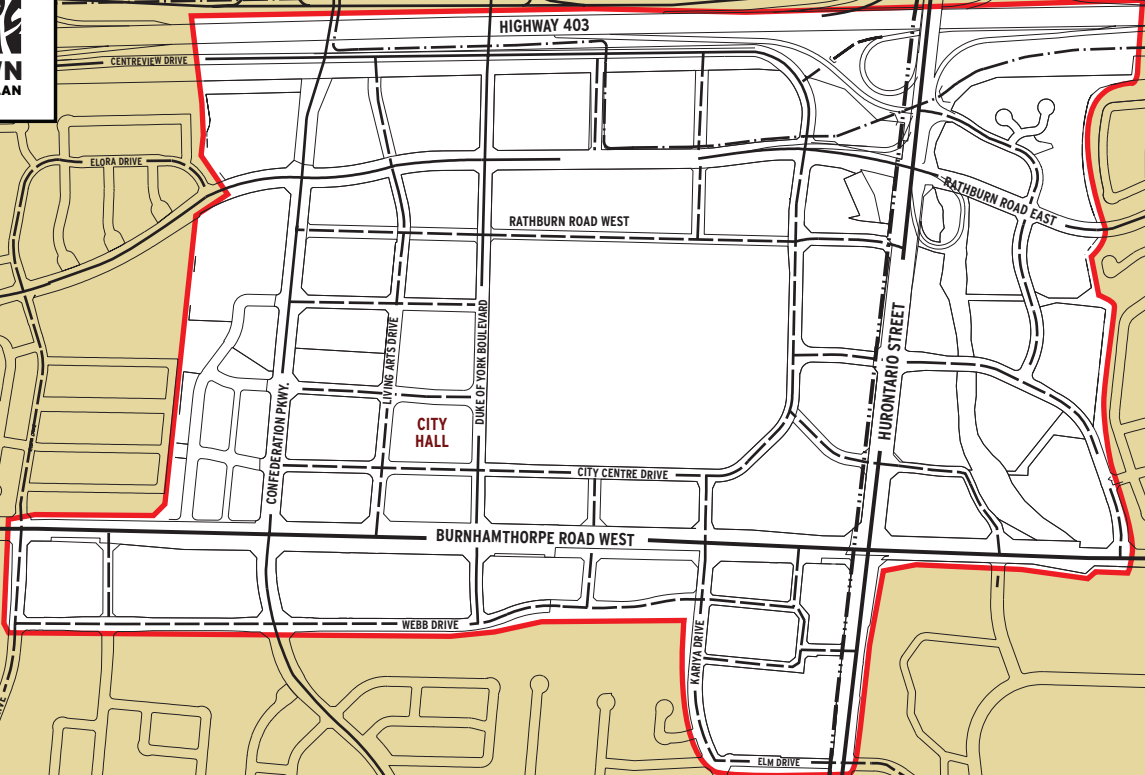 HIGHWAY 403
CENTREVIEW DRIVE
LAN
ELORA DRIVE
RATHBURN ROAD EAST
RATHBURN ROAD WEST
LIVING ARTS DRIVE
DUKE OF YORK BOULEVARD
HURONTARIO STREET
CONFEDERATION PKWY.
CITY
HALL
CITY CENTRE DRIVE
BURNHAMTHORPE ROAD WEST
WEBB DRIVE
KARIYA DRIVE
ELM DRIVE